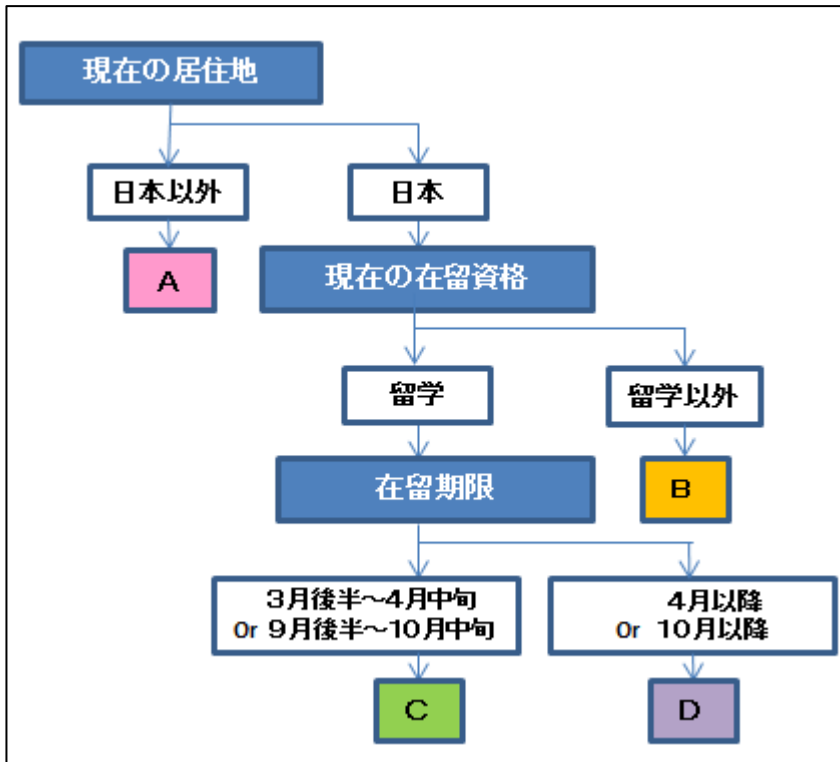 現在の居住地
日本以外
日本
A
現在の在留資格
留学
留学以外
在留期限
B
3月後半～4月中旬
Or 9月後半～10月中旬
4月以降
Or 10月以降
C
D